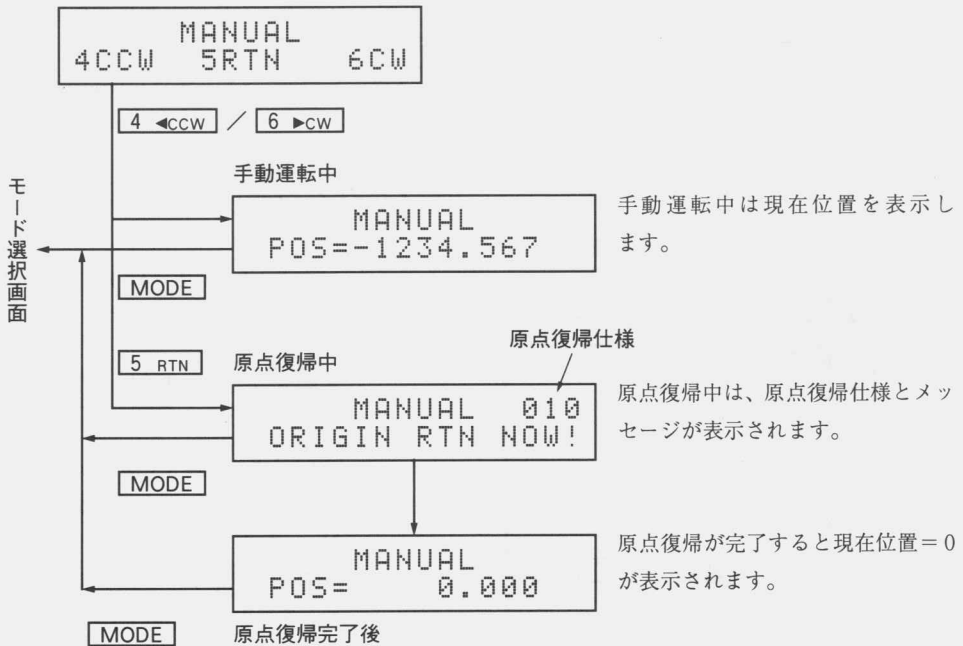 MANUAL
4CCW 5RTN 6CW
4 ◄CCW / 6 ►CW
手動運転中
MANUAL
POS=-1234.567
手動運転中は現在位置を表示し
ます。
モード選択画面
MODE
5 RTN
原点復帰中
原点復帰仕様
MANUAL 010
ORIGIN RTN NOW!
原点復帰中は、原点復帰仕様とメッ
セージが表示されます。
MODE
MANUAL
POS= 0.000
原点復帰が完了すると現在位置=0
が表示されます。
MODE
原点復帰完了後